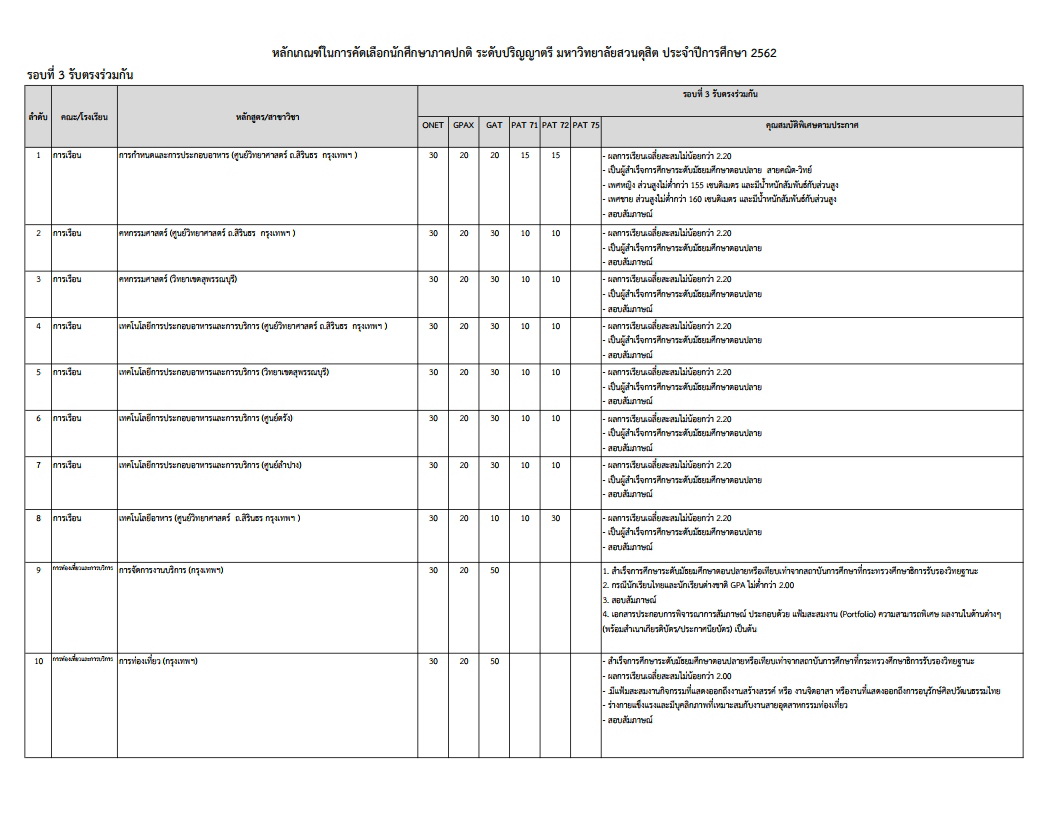 หลักเกณฑ์ในการคัดเลือกนักศึกษาภาคปกติ ระดับปริญญาตรี มหาวิทยาลัยสวนดุสิต ประจำปีการศึกษา 2562
รอบที่ 3 รับตรงร่วมกัน
ลำดับ คณะ/โรงเรียน หลักสูตร/สาขาวิชา รอบที่ 3 รับตรงร่วมกัน
ONET GPAX GAT PAT 71 PAT 72 PAT 75 คุณสมบัติพิเศษตามประกาศ
1 การเรือน การกำหนดและการประกอบอาหาร (ศูนย์วิทยาศาสตร์ ถ.สิรินธร กรุงเทพฯ ) 30 20 20 15 15 - ผลการเรียนเฉลี่ยสะสมไม่น้อยกว่า 2.20
- เป็นผู้สำเร็จการศึกษาระดับมัธยมศึกษาตอนปลาย สายคณิต-วิทย์
- เพศหญิง ส่วนสูงไม่ต่ำกว่า 155 เซนติเมตร และมีน้ำหนักสัมพันธ์กับส่วนสูง
- เพศชาย ส่วนสูงไม่ต่ำกว่า 160 เซนติเมตร และมีน้ำหนักสัมพันธ์กับส่วนสูง
- สอบสัมภาษณ์
2 การเรือน คหกรรมศาสตร์ (ศูนย์วิทยาศาสตร์ ถ.สิรินธร กรุงเทพฯ ) 30 20 30 10 10 - ผลการเรียนเฉลี่ยสะสมไม่น้อยกว่า 2.20
- เป็นผู้สำเร็จการศึกษาระดับมัธยมศึกษาตอนปลาย
- สอบสัมภาษณ์
3 การเรือน คหกรรมศาสตร์ (วิทยาเขตสุพรรณบุรี) 30 20 30 10 10 - ผลการเรียนเฉลี่ยสะสมไม่น้อยกว่า 2.20
- เป็นผู้สำเร็จการศึกษาระดับมัธยมศึกษาตอนปลาย
- สอบสัมภาษณ์
4 การเรือน เทคโนโลยีการประกอบอาหารและการบริการ (ศูนย์วิทยาศาสตร์ ถ.สิรินธร กรุงเทพฯ ) 30 20 30 10 10 - ผลการเรียนเฉลี่ยสะสมไม่น้อยกว่า 2.20
- เป็นผู้สำเร็จการศึกษาระดับมัธยมศึกษาตอนปลาย
- สอบสัมภาษณ์
5 การเรือน เทคโนโลยีการประกอบอาหารและการบริการ (วิทยาเขตสุพรรณบุรี) 30 20 30 10 10 - ผลการเรียนเฉลี่ยสะสมไม่น้อยกว่า 2.20
- เป็นผู้สำเร็จการศึกษาระดับมัธยมศึกษาตอนปลาย
- สอบสัมภาษณ์
6 การเรือน เทคโนโลยีการประกอบอาหารและการบริการ (ศูนย์ตรัง) 30 20 30 10 10 - ผลการเรียนเฉลี่ยสะสมไม่น้อยกว่า 2.20
- เป็นผู้สำเร็จการศึกษาระดับมัธยมศึกษาตอนปลาย
- สอบสัมภาษณ์
7 การเรือน เทคโนโลยีการประกอบอาหารและการบริการ (ศูนย์ลำปาง) 30 20 30 10 10 - ผลการเรียนเฉลี่ยสะสมไม่น้อยกว่า 2.20
- เป็นผู้สำเร็จการศึกษาระดับมัธยมศึกษาตอนปลาย
- สอบสัมภาษณ์
8 การเรือน เทคโนโลยีอาหาร (ศูนย์วิทยาศาสตร์ ถ.สิรินธร กรุงเทพฯ ) 30 20 10 10 30 - ผลการเรียนเฉลี่ยสะสมไม่น้อยกว่า 2.20
- เป็นผู้สำเร็จการศึกษาระดับมัธยมศึกษาตอนปลาย
- สอบสัมภาษณ์
9 การท่องเที่ยวและการบริการ การจัดการงานบริการ (กรุงเทพฯ) 30 20 50 1. สำเร็จการศึกษาระดับมัธยมศึกษาตอนปลายหรือเทียบเท่าจากสถาบันการศึกษาที่กระทรวงศึกษาธิการรับรองวิทยฐานะ
2. กรณีนักเรียนไทยและนักเรียนต่างชาติ GPA ไม่ต่ำกว่า 2.00
3. สอบสัมภาษณ์
4. เอกสารประกอบการพิจารณาการสัมภาษณ์ ประกอบด้วย แฟ้มสะสมงาน (Portfolio) ความสามารถพิเศษ ผลงานในด้านต่างๆ
(พร้อมสำเนาเกียรติบัตร/ประกาศนียบัตร) เป็นต้น
10 การท่องเที่ยวและการบริการ การท่องเที่ยว (กรุงเทพฯ) 30 20 50 - สำเร็จการศึกษาระดับมัธยมศึกษาตอนปลายหรือเทียบเท่าจากสถาบันการศึกษาที่กระทรวงศึกษาธิการรับรองวิทยฐานะ
- ผลการเรียนเฉลี่ยสะสมไม่น้อยกว่า 2.00
- .มีแฟ้มสะสมงานกิจกรรมที่แสดงออกถึงงานสร้างสรรค์ หรือ งานจิตอาสา หรืองานที่แสดงออกถึงการอนุรักษ์ศิลปวัฒนธรรมไทย
- ร่างกายแข็งแรงและมีบุคลิกภาพที่เหมาะสมกับงานสายอุตสาหกรรมท่องเที่ยว
- สอบสัมภาษณ์